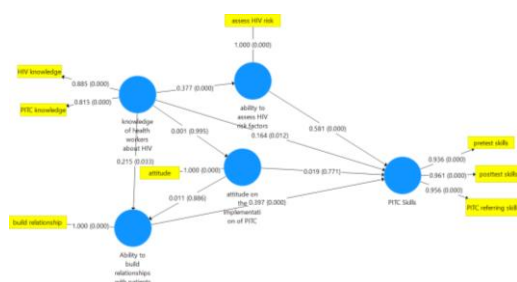 assess HIV risk
1.000 (0.000)
HIV knowledge
0.885 (0.000)
PITC knowledge
0.815 (0.000)
0.377 (0.000)
knowledge
of health
workers
about HIV
ability to
assess HIV
risk factors
0.164 (0.012)
0.581 (0.000)
0.001 (0.995)
0.215 (0.033)
attitude
1.000 (0.000)
0.019 (0.771)
attitude on
the
implementati
on of PITC
0.011 (0.886)
0.397 (0.000)
PITC Skills
0.936 (0.000)
pretest skills
0.961 (0.000)
posttest skills
0.956 (0.000)
PITC referring skill
build relationship
1.000 (0.000)
Ability to
build
relationships
with patients